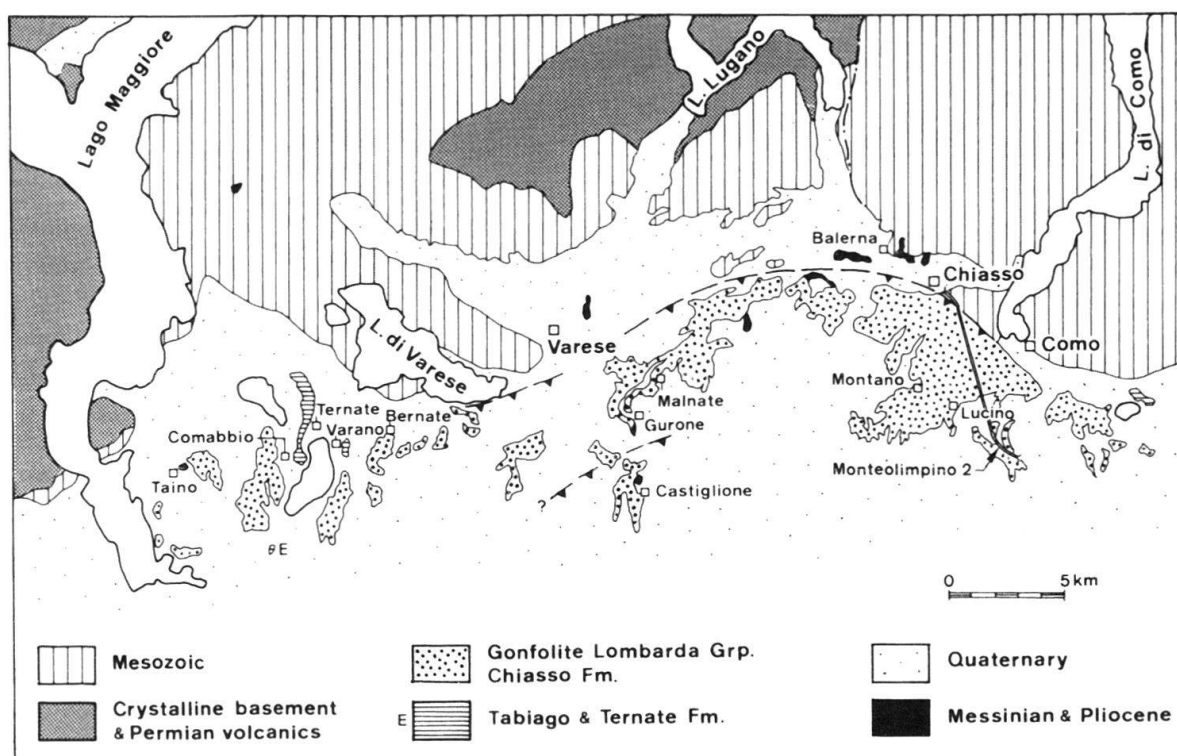 Lago Maggiore
L. Lugano
L. di Como
Balerna
Chiasso
Varese
Como
L. di Varese
Montano
Malnate
Ternate
Bernate
Lucino
Varano
Gurone
Comabbio
Monteolimpino 2
Taino
Castiglione
?
E
0 5 km
Mesozoic
Crystalline basement
& Permian volcanics
Gonfolite Lombarda Grp.
Chiasso Fm.
E Tabiago & Ternate Fm.
Quaternary
Messinian & Pliocene